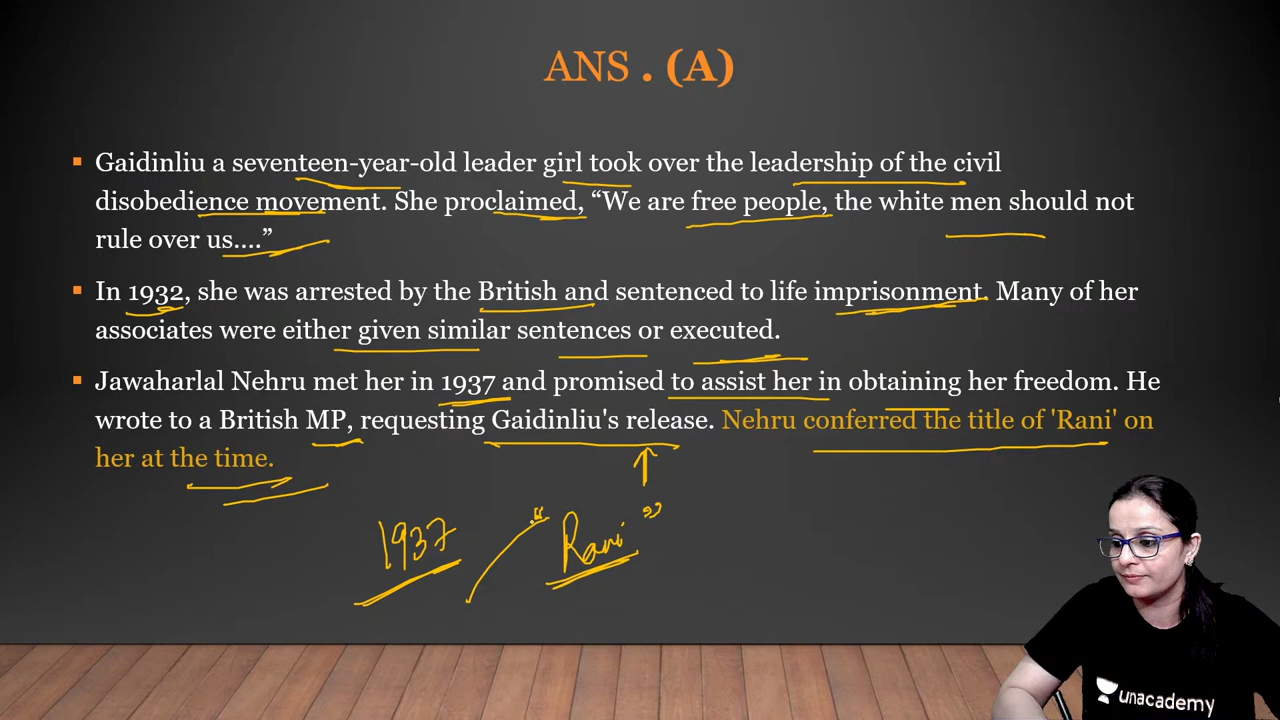 ANS . (A)
▪ Gaidinliu a seventeen-year-old leader girl took over the leadership of the civil
disobedience movement. She proclaimed, “We are free people, the white men should not
rule over us....”
▪ In 1932, she was arrested by the British and sentenced to life imprisonment. Many of her
associates were either given similar sentences or executed.
▪ Jawaharlal Nehru met her in 1937 and promised to assist her in obtaining her freedom. He
wrote to a British MP, requesting Gaidinliu's release. Nehru conferred the title of 'Rani' on
her at the time.
1937 “Rani”
unacademy